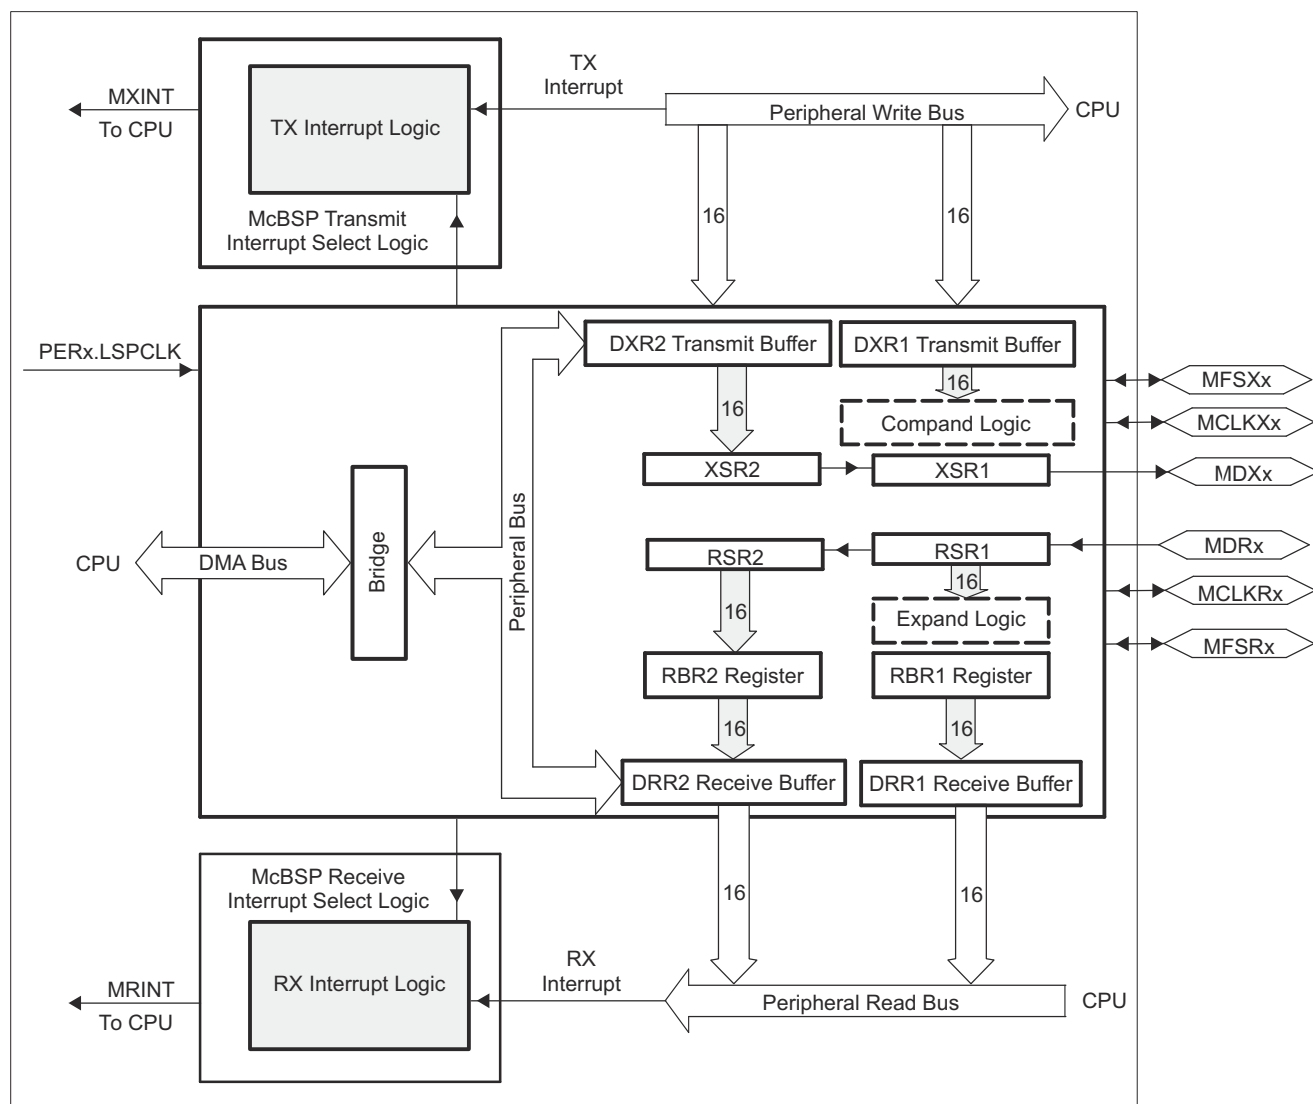 TX
Interrupt
MXINT
To CPU
TX Interrupt Logic
Peripheral Write Bus
CPU
McBSP Transmit
Interrupt Select Logic
16
16
PERx.LSPCLK
DXR2 Transmit Buffer
DXR1 Transmit Buffer
16
16
Compand Logic
XSR2
XSR1
MFSXx
MCLKXx
MDXx
CPU
DMA Bus
Bridge
Peripheral Bus
RSR2
RSR1
16
16
Expand Logic
RBR2 Register
RBR1 Register
16
16
DRR2 Receive Buffer
DRR1 Receive Buffer
MDRx
MCLKRx
MFSRx
McBSP Receive
Interrupt Select Logic
16
16
RX Interrupt Logic
RX
Interrupt
MRINT
To CPU
Peripheral Read Bus
CPU